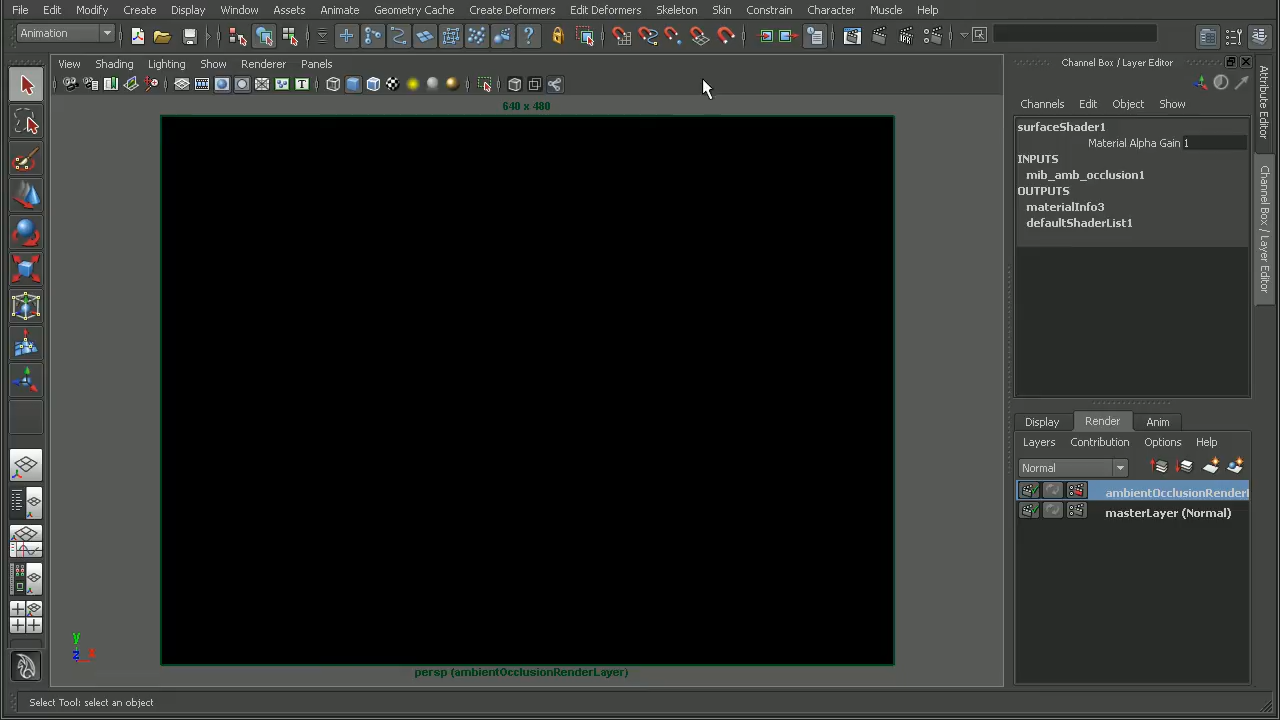 File Edit Modify Create Display Window Assets Animate Geometry Cache Create Deformers Edit Deformers Skeleton Skin Constrain Character Muscle Help
Animation
View Shading Lighting Show Renderer Panels
640 x 480
persp (ambientOcclusionRenderLayer)
y
z x
Select Tool: select an object
Channel Box / Layer Editor
Channels Edit Object Show
surfaceShader1
Material Alpha Gain 1
INPUTS
mib_amb_occlusion1
OUTPUTS
materialInfo3
defaultShaderList1
Display Render Anim
Layers Contribution Options Help
Normal
ambientOcclusionRenderl
masterLayer (Normal)
Attribute Editor
Channel Box / Layer Editor